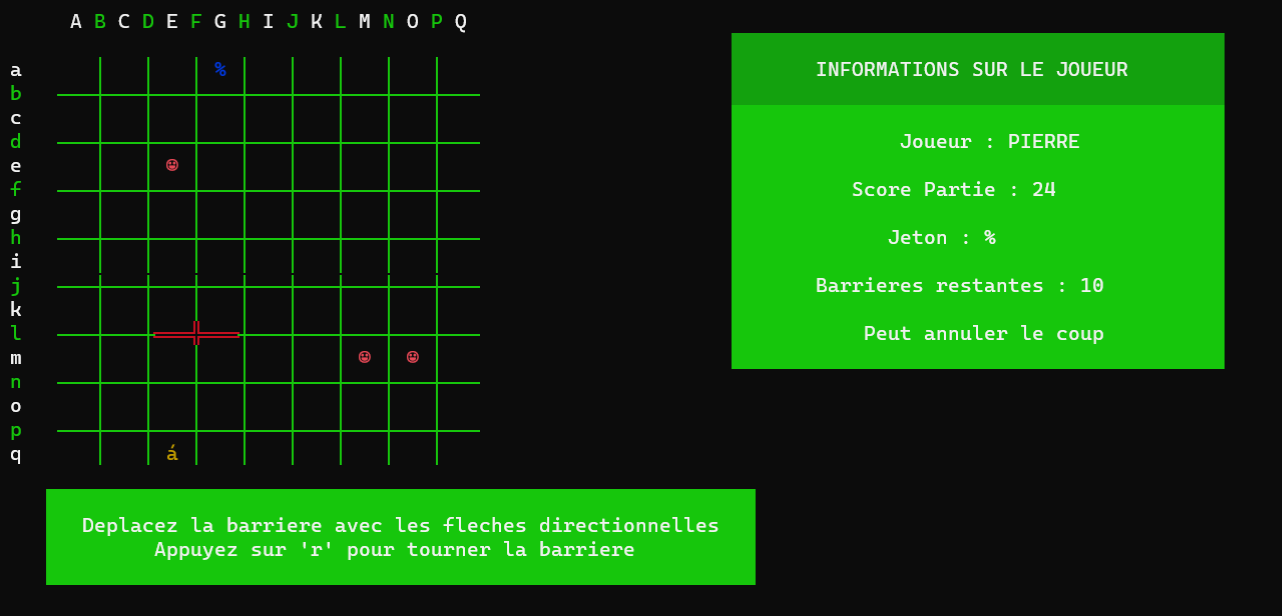 A B C D E F G H I J K L M N O P Q
a %
b
c
d
e ☻
f
g
h
i
j
k
l
m ☻ ☻
n
o
p
q á
INFORMATIONS SUR LE JOUEUR
Joueur : PIERRE
Score Partie : 24
Jeton : %
Barrieres restantes : 10
Peut annuler le coup
Deplacez la barriere avec les fleches directionnelles
Appuyez sur 'r' pour tourner la barriere